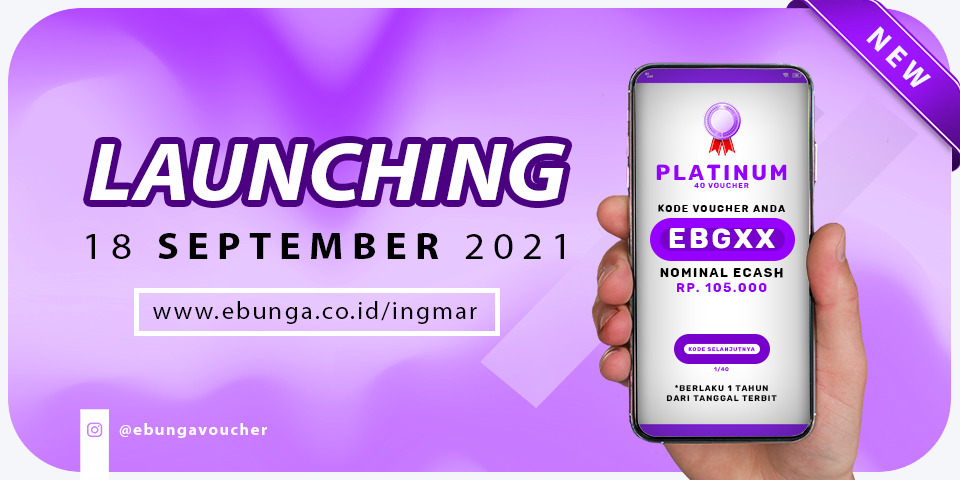 NEW
LAUNCHING
18 SEPTEMBER 2021
www.ebunga.co.id/ingmar
@ebungavoucher
PLATINUM
40 VOUCHER
KODE VOUCHER ANDA
EBGXX
NOMINAL ECASH
RP. 105.000
KODE SELANJUTNYA
1/40
*BERLAKU 1 TAHUN
DARI TANGGAL TERBIT